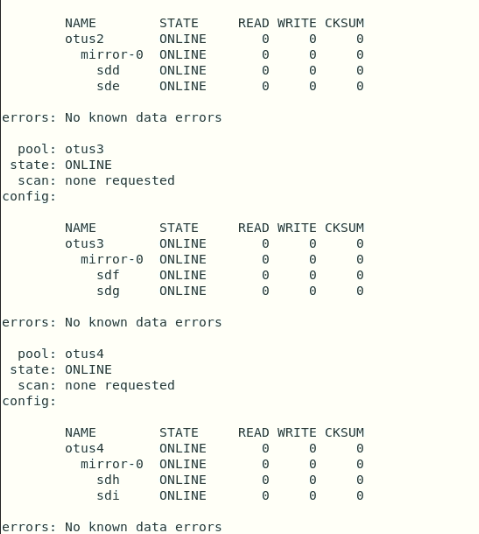 NAME        STATE     READ WRITE CKSUM
        otus2       ONLINE       0     0     0
          mirror-0  ONLINE       0     0     0
            sdd     ONLINE       0     0     0
            sde     ONLINE       0     0     0

errors: No known data errors

  pool: otus3
 state: ONLINE
  scan: none requested
config:

        NAME        STATE     READ WRITE CKSUM
        otus3       ONLINE       0     0     0
          mirror-0  ONLINE       0     0     0
            sdf     ONLINE       0     0     0
            sdg     ONLINE       0     0     0

errors: No known data errors

  pool: otus4
 state: ONLINE
  scan: none requested
config:

        NAME        STATE     READ WRITE CKSUM
        otus4       ONLINE       0     0     0
          mirror-0  ONLINE       0     0     0
            sdh     ONLINE       0     0     0
            sdi     ONLINE       0     0     0

errors: No known data errors